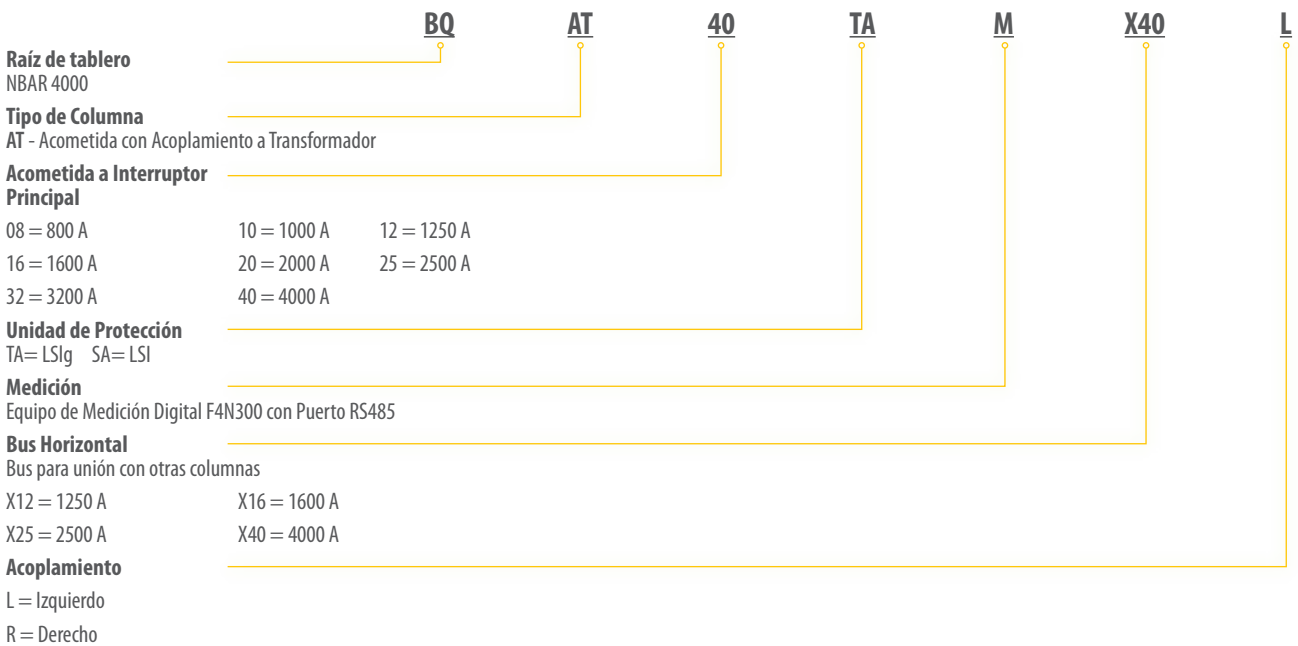 BQ AT 40 TA M X40 L
Raíz de tablero
NBAR 4000
Tipo de Columna
AT - Acometida con Acoplamiento a Transformador
Acometida a Interruptor
Principal
08 = 800 A 10 = 1000 A 12 = 1250 A
16 = 1600 A 20 = 2000 A 25 = 2500 A
32 = 3200 A 40 = 4000 A
Unidad de Protección
TA= LSIg SA= LSI
Medición
Equipo de Medición Digital F4N300 con Puerto RS485
Bus Horizontal
Bus para unión con otras columnas
X12 = 1250 A X16 = 1600 A
X25 = 2500 A X40 = 4000 A
Acoplamiento
L = Izquierdo
R = Derecho